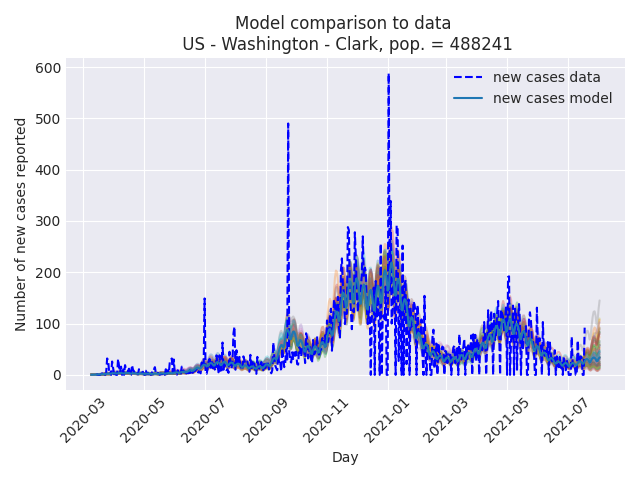 Model comparison to data
US - Washington - Clark, pop. = 488241
new cases data
new cases model
Number of new cases reported
600
500
400
300
200
100
0
2020-03
2020-05
2020-07
2020-09
2020-11
2021-01
2021-03
2021-05
2021-07
Day